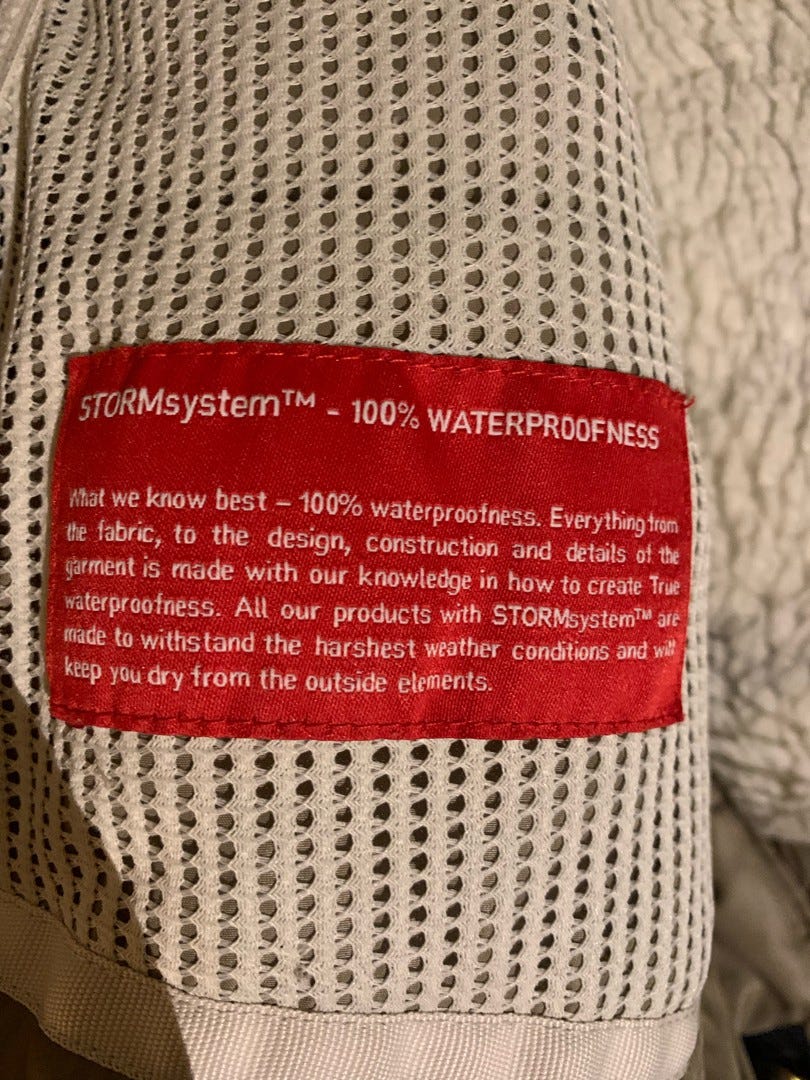 STORMsystem™ - 100% WATERPROOFNESS
What we know best – 100% waterproofness. Everything from
the fabric, to the design, construction and details of the
garment is made with our knowledge in how to create True
waterproofness. All our products with STORMsystem™ are
made to withstand the harshest weather conditions and will
keep you dry from the outside elements.